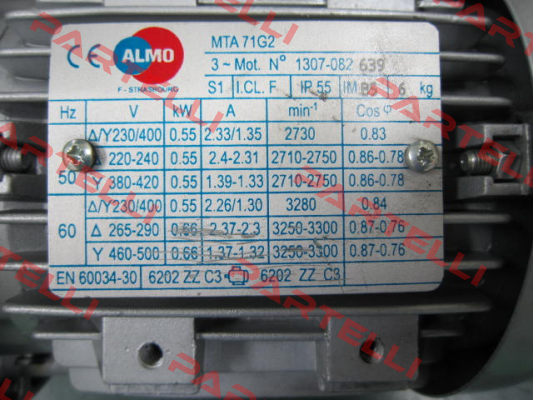 CE ALMO MTA 71G2
3 ~ Mot. Nº 1307-082 639
F - STRASBOURG S1 I.CL. F IP 55 IM B5 6 kg
Hz V kW A min⁻¹ Cos φ
Δ/Y230/400 0.55 2.33/1.35 2730 0.83
50 Δ 220-240 0.55 2.4-2.31 2710-2750 0.86-0.78
380-420 0.55 1.39-1.33 2710-2750 0.86-0.78
Δ/Y230/400 0.55 2.26/1.30 3280 0.84
60 Δ 265-290 0.66 2.37-2.3 3250-3300 0.87-0.76
Y 460-500 0.66 1.37-1.32 3250-3300 0.87-0.76
EN 60034-30 6202 ZZ C3 6202 ZZ C3
PARTELLI